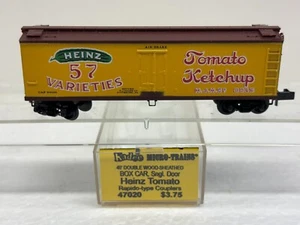 HEINZ
57
VARIETIES
Tomato
Ketchup
Kadee MICRO-TRAINS
40' DOUBLE WOOD-SHEATHED
BOX CAR, Sngl. Door
Heinz Tomato
Rapido-type Couplers
47020 $3.75